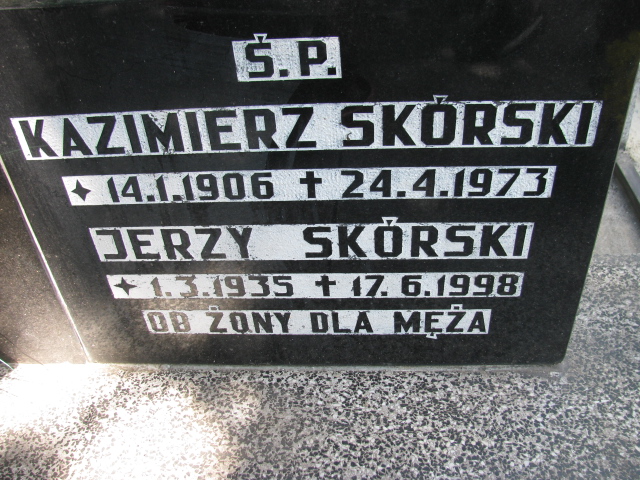 Ś.P.
KAZIMIERZ SKÓRSKI
✦ 14.1.1906 ✝ 24.4.1973
JERZY SKÓRSKI
✦ 1.3.1935 ✝ 17.6.1998
OD ŻONY DLA MĘŻA